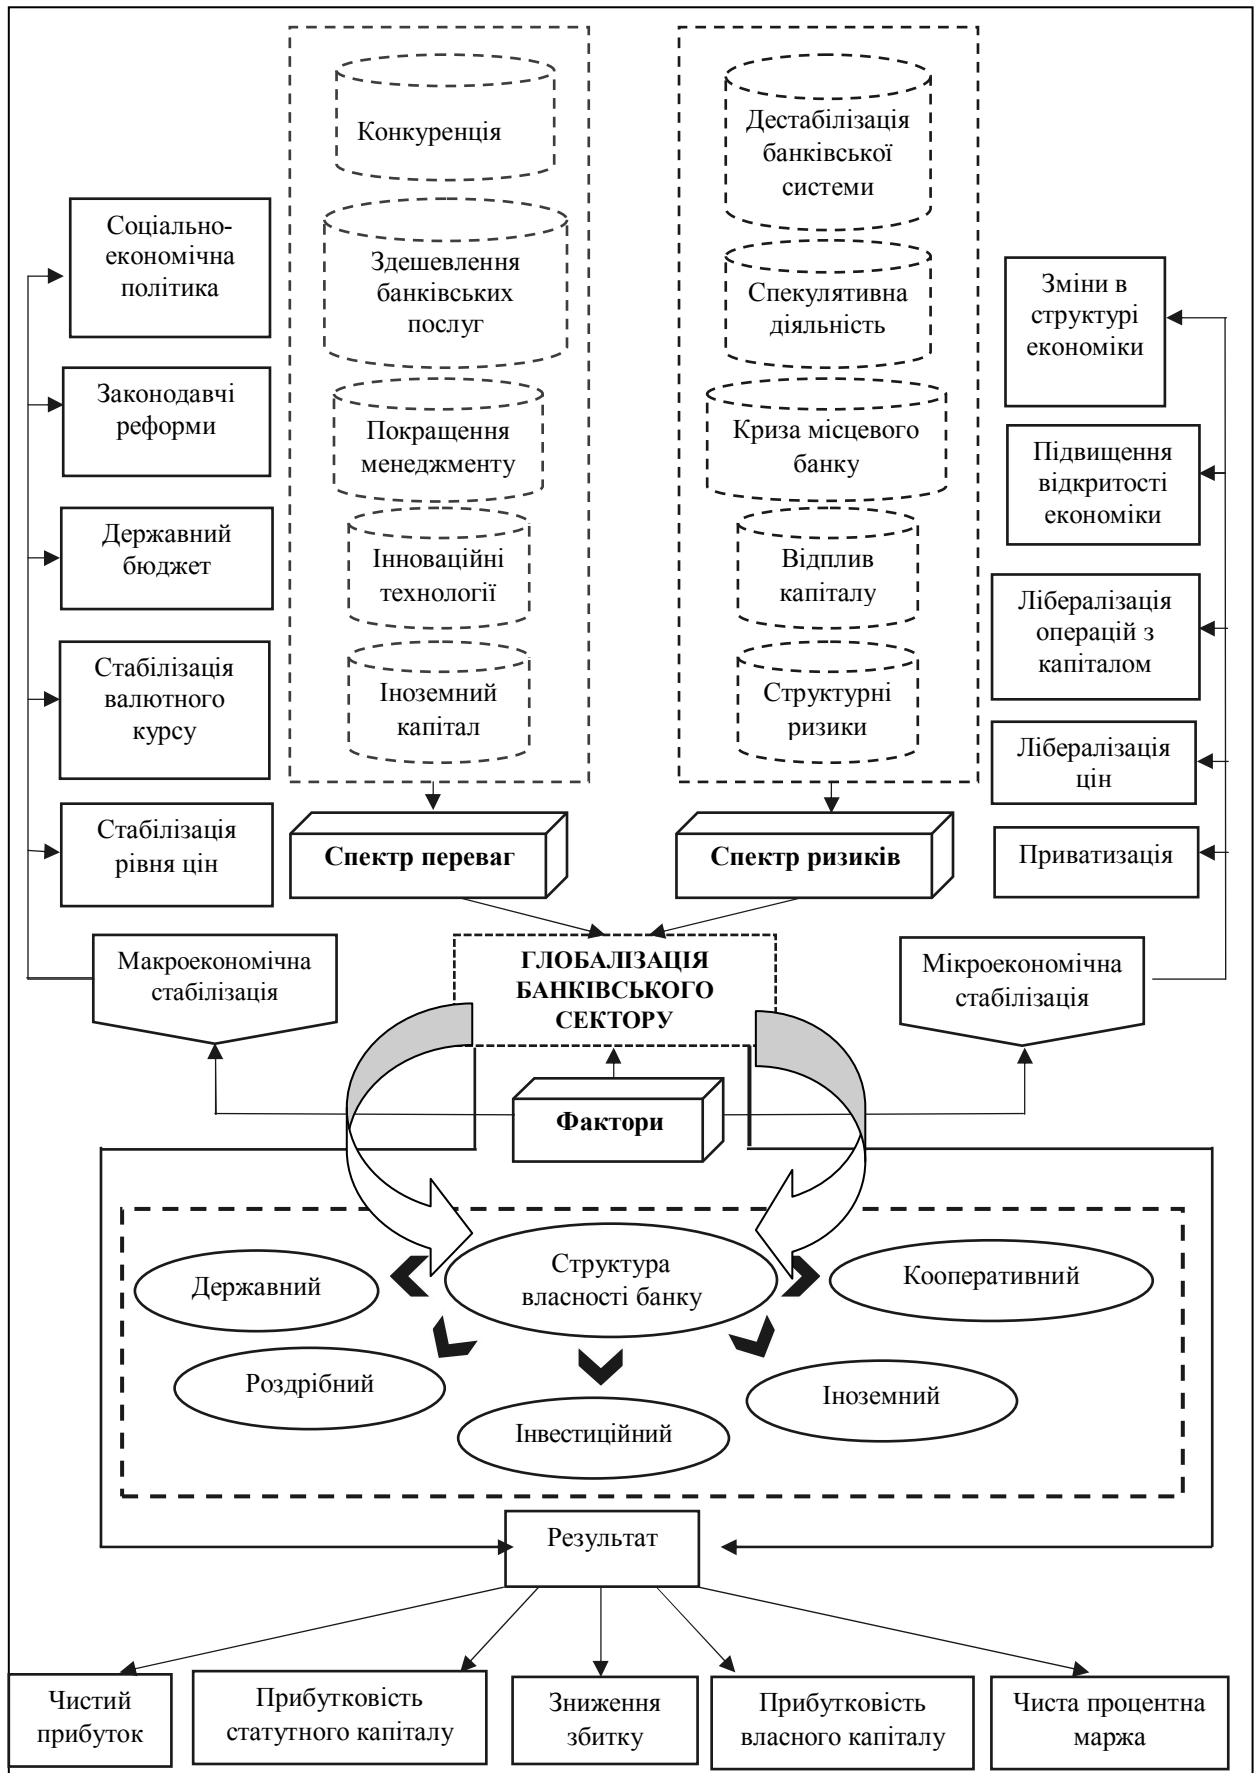 Конкуренція
Здешевлення
банківських
послуг
Покращення
менеджменту
Інноваційні
технології
Іноземний
капітал
Дестабілізація
банківської
системи
Спекулятивна
діяльність
Криза місцевого
банку
Відплив
капіталу
Структурні
ризики
Соціально-
економічна
політика
Законодавчі
реформи
Державний
бюджет
Стабілізація
валютного
курсу
Стабілізація
рівня цін
Зміни в
структурі
економіки
Підвищення
відкритості
економіки
Лібералізація
операцій з
капіталом
Лібералізація
цін
Приватизація
Спектр переваг
Спектр ризиків
Макроекономічна
стабілізація
ГЛОБАЛІЗАЦІЯ
БАНКІВСЬКОГО
СЕКТОРУ
Мікроекономічна
стабілізація
Фактори
Структура
власності банку
Державний
Кооперативний
Роздрібний
Іноземний
Інвестиційний
Результат
Чистий
прибуток
Прибутковість
статутного капіталу
Зниження
збитку
Прибутковість
власного капіталу
Чиста процентна
маржа